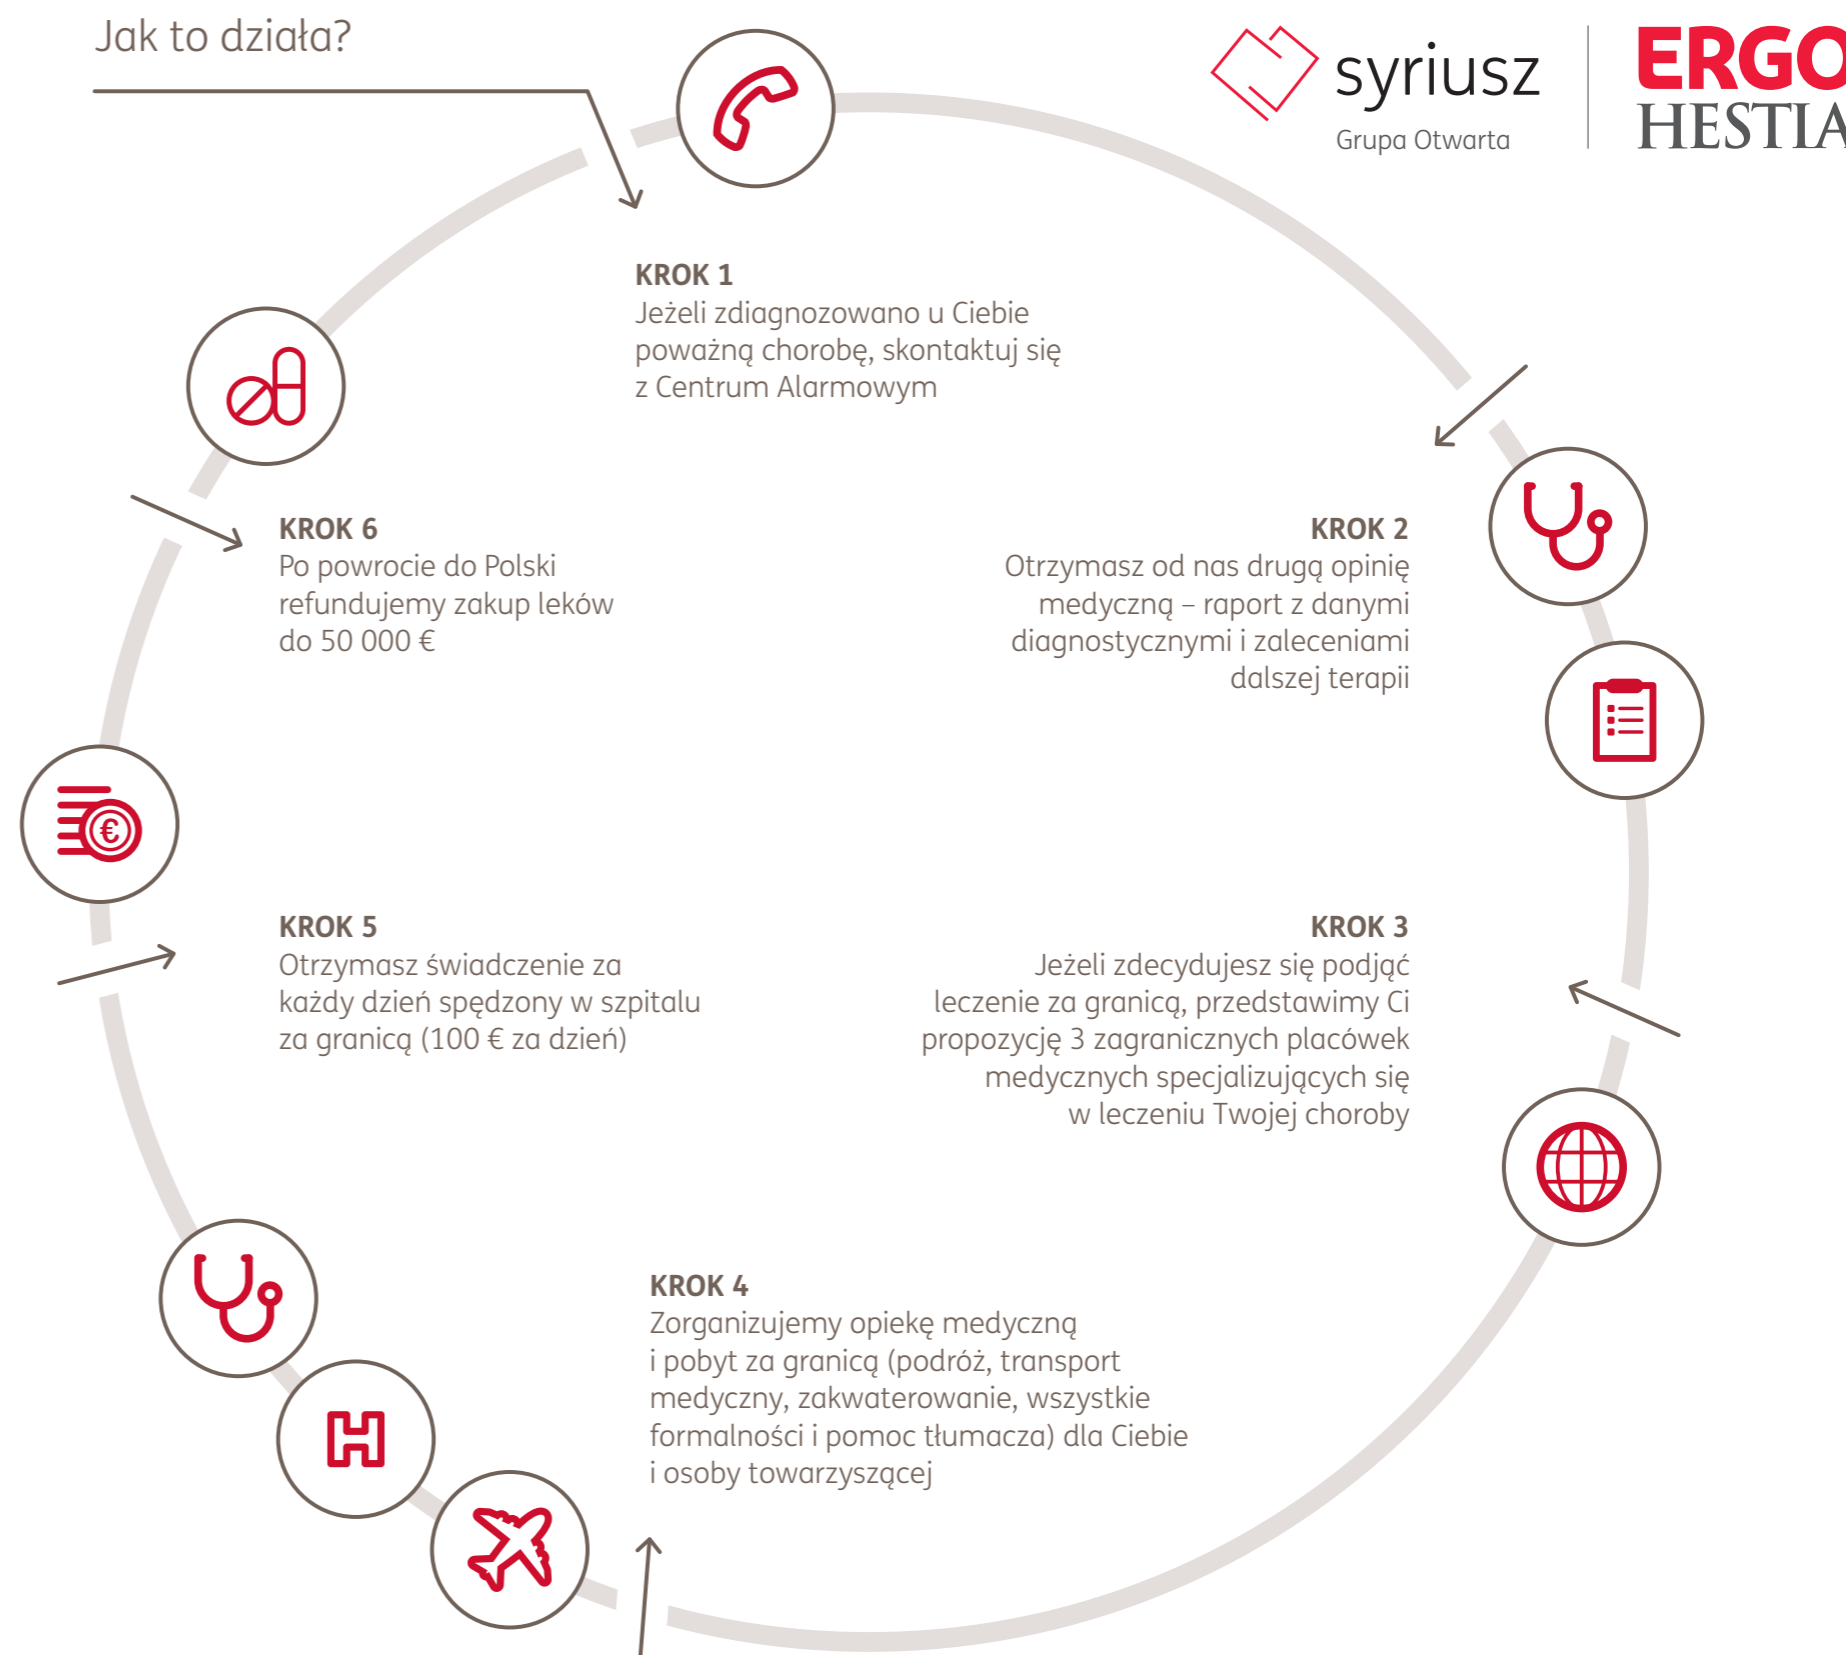 Jak to działa?
syriusz
Grupa Otwarta
ERGO
HESTIA
KROK 1
Jeżeli zdiagnozowano u Ciebie
poważną chorobę, skontaktuj się
z Centrum Alarmowym
KROK 2
Otrzymasz od nas drugą opinię
medyczną – raport z danymi
diagnostycznymi i zaleceniami
dalszej terapii
KROK 3
Jeżeli zdecydujesz się podjąć
leczenie za granicą, przedstawimy Ci
propozycję 3 zagranicznych placówek
medycznych specjalizujących się
w leczeniu Twojej choroby
KROK 4
Zorganizujemy opiekę medyczną
i pobyt za granicą (podróż, transport
medyczny, zakwaterowanie, wszystkie
formalności i pomoc tłumacza) dla Ciebie
i osoby towarzyszącej
KROK 5
Otrzymasz świadczenie za
każdy dzień spędzony w szpitalu
za granicą (100 € za dzień)
KROK 6
Po powrocie do Polski
refundujemy zakup leków
do 50 000 €
€
H